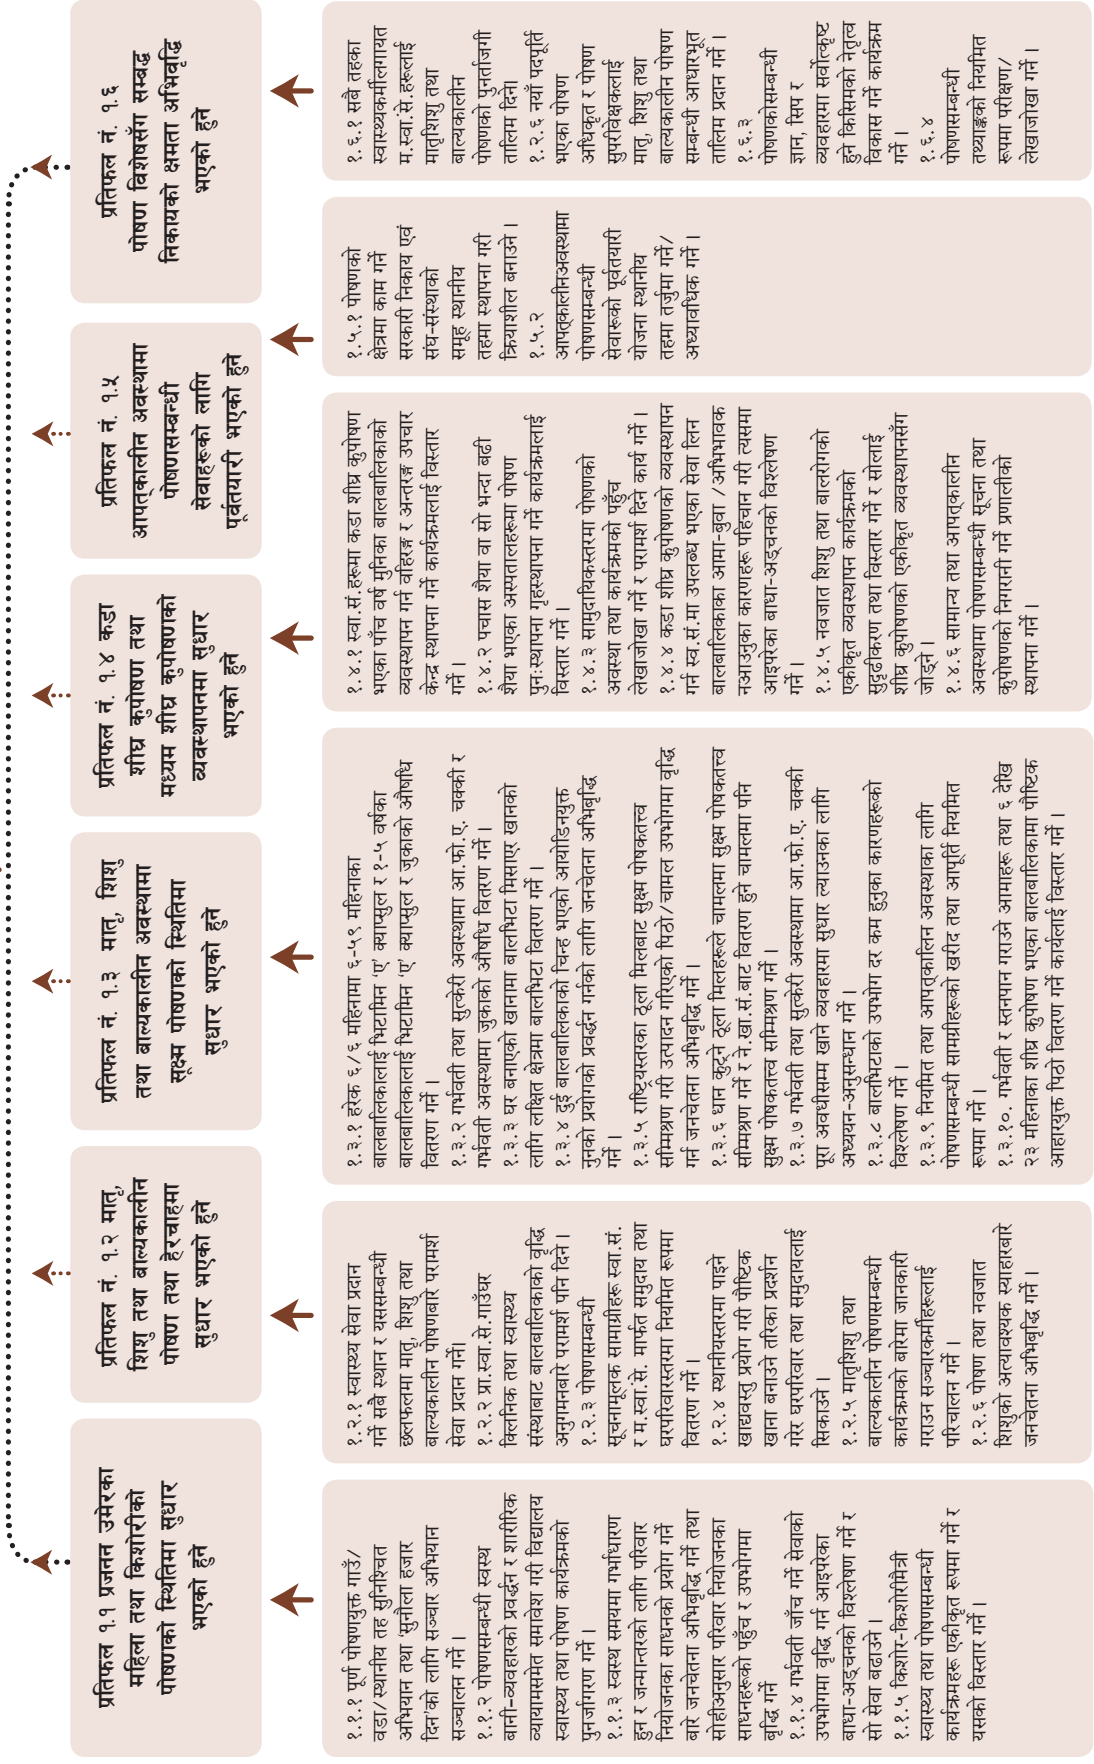 प्रतिफल १.१ प्रजनन उमेरका
महिला तथा किशोरीको
पोषणको स्थितिमा सुधार
भएको हुने
प्रतिफल नं. १.२ मातृ,
शिशु तथा बाल्यकालीन
पोषण तथा हेरचाहमा
सुधार भएको हुने
प्रतिफल नं. १.३ मातृ, शिशु
तथा बाल्यकालीन अवस्थामा
सूक्ष्म पोषणको स्थितिमा
सुधार भएको हुने
प्रतिफल नं. १.४ कडा
शीघ्र कुपोषण तथा
मध्यम शीघ्र कुपोषणको
व्यवस्थापनमा सुधार
भएको हुने
प्रतिफल नं. १.५
आपत्कालीन अवस्थामा
पोषणसम्बन्धी
सेवाहरूको लागि
पूर्वतयारी भएको हुने
प्रतिफल नं. १.६
पोषण बिशेषसँग सम्बद्ध
निकायको क्षमता अभिवृद्धि
भएको हुने
१.१.१ पूर्ण पोषणयुक्त गाउँ/
वडा/स्थानीय तह सुनिश्चित
अभियान तथा 'सुनौला हजार
दिन'को लागि सञ्चार अभियान
सञ्चालन गर्ने ।
१.१.२ पोषणसम्बन्धी स्वस्थ
बानी-व्यवहारको प्रवर्द्धन र शारीरिक
व्यायामसमेत समावेश गरी विद्यालय
स्वास्थ्य तथा पोषण कार्यक्रमको
पुनर्जागरण गर्ने ।
१.१.३ स्वस्थ समयमा गर्भाधारण
हुन र जन्मान्तरको लागि परिवार
नियोजनका साधनको प्रयोग गर्ने
बारे जनचेतना अभिबृद्धि गर्ने तथा
सोहीअनुसार परिवार नियोजनका
साधनहरूको पहुँच र उपभोगमा
बृद्धि गर्ने
१.१.४ गर्भवती जाँच गर्ने सेवाको
उपभोगमा वृद्धि गर्न आइपरेका
बाधा-अड्चनको विश्लेषण गर्ने र
सो सेवा बढाउने ।
१.१.५ किशोर-किशोरीमैत्री
स्वास्थ्य तथा पोषणसम्बन्धी
कार्यक्रमहरू एकीकृत रूपमा गर्ने र
यसको विस्तार गर्ने ।
१.२.१ स्वास्थ्य सेवा प्रदान
गर्ने सबै स्थान र यससम्बन्धी
छलफलमा मातृ, शिशु तथा
बाल्यकालीन पोषणबारे परामर्श
सेवा प्रदान गर्ने।
१.२.२ प्रा.स्वा.से.गाउँघर
क्लिनिक तथा स्वास्थ्य
संस्थाबाट बालबालिकाको वृद्धि
अनुगमनबारे परामर्श पनि दिने ।
१.२.३ पोषणसम्बन्धी
सूचनामूलक सामाग्रीहरू स्वा.सं.
र म.स्वा.से. मार्फत समुदाय तथा
घरपरिवारस्तरमा नियमित रूपमा
वितरण गर्ने ।
१.२.४ स्थानीयस्तरमा पाइने
खाद्यवस्तु प्रयोग गरी पौष्टिक
खाना बनाउने तरिका प्रदर्शन
गरेर घरपरिवार तथा समुदायलाई
सिकाउने ।
१.२.५ मातृशिशु तथा
बाल्यकालीन पोषणसम्बन्धी
कार्यक्रमको बारेमा जानकारी
गराउन सञ्चारकर्मीहरूलाई
परिचालन गर्ने ।
१.२.६ पोषण तथा नवजात
शिशुको अत्यावश्यक स्याहारबारे
जनचेतना अभिबृद्धि गर्ने ।
१.३.१ हरेक ६/६ महिनामा ६-५९ महिनाका
बालबालिकालाई भिटामिन 'ए' क्याप्सुल र १-५ वर्षका
बालबालिकालाई भिटामिन 'ए' क्याप्सुल र जुकाको औषधि
वितरण गर्ने ।
१.३.२ गर्भवती तथा सुत्केरी अवस्थामा आ.फो.ए. चक्की र
गर्भवती अवस्थामा जुकाको औषधि वितरण गर्ने ।
१.३.३ घर बनाएको खानामा बालभिटा मिसाएर खानको
लागि लक्षित क्षेत्रमा बालभिटा वितरण गर्ने ।
१.३.४ दुई बालबालिकाको चिन्ह भएको आयोडिनयुक्त
नुनको प्रयोगको प्रवर्द्धन गर्नको लागि जनचेतना अभिबृद्धि
गर्ने ।
१.३.५ राष्ट्रियस्तरका ठूला मिलबाट सुक्ष्म पोषकतत्त्व
सम्मिश्रण गरी उत्पादन गरिएको पिठो/चामल उपभोगमा वृद्धि
गर्न जनचेतना अभिबृद्धि गर्ने ।
१.३.६ धान कुट्ने ठूला मिलहरूले चामलमा सुक्ष्म पोषकतत्त्व
सम्मिश्रण गर्ने र ने.खा.सं.बाट वितरण हुने चामलमा पनि
सुक्ष्म पोषकतत्त्व सम्मिश्रण गर्ने ।
१.३.७ गर्भवती तथा सुत्केरी अवस्थामा आ.फो.ए. चक्की
पूरा अवधीसम्म खाने व्यवहारमा सुधार ल्याउनका लागि
अध्ययन-अनुसन्धान गर्ने ।
१.३.८ बालभिटाको उपभोग दर कम हुनुका कारणहरूको
विश्लेषण गर्ने ।
१.३.९ नियमित तथा आपत्कालिन अवस्थाका लागि
पोषणसम्बन्धी सामग्रीहरूको खरीद तथा आपूर्ति नियमित
रूपमा गर्ने ।
१.३.१०. गर्भवती र स्तनपान गराउने आमाहरू तथा ६ देखि
२३ महिनाका शीघ्र कुपोषण भएका बालबालिकामा पौष्टिक
आहारयुक्त पिठो वितरण गर्ने कार्यलाई विस्तार गर्ने ।
१.४.१ स्वा.सं.हरूमा कडा शीघ्र कुपोषण
भएका पाँच वर्ष मुनिका बालबालिकाको
व्यवस्थापन गर्न वहिरङ्ग र अन्तरङ्ग उपचार
केन्द्र स्थापना गर्ने कार्यक्रमलाई विस्तार
गर्ने ।
१.४.२ पचास शैया वा सो भन्दा बढी
शैया भएका अस्पतालहरूमा पोषण
पुनःस्थापना गृहस्थापना गर्ने कार्यक्रमलाई
विस्तार गर्ने ।
१.४.३ सामुदायिकस्तरमा पोषणको
अवस्था तथा कार्यक्रमको पहुँच
लेखाजोखा गर्ने र परामर्श दिने कार्य गर्ने ।
१.४.४ कडा शीघ्र कुपोषणको व्यवस्थापन
गर्न स्व.सं.मा उपलब्ध भएका सेवा लिन
बालबालिकाका आमा-बुवा /अभिभावक
नआउनुका कारणहरू पहिचान गरी त्यसमा
आइपरेका बाधा-अड्चनको विश्लेषण
गर्ने ।
१.४.५ नवजात शिशु तथा बालरोगको
एकीकृत व्यवस्थापन कार्यक्रमको
सुदृढीकरण तथा विस्तार गर्ने र सोलाई
शीघ्र कुपोषणको एकीकृत व्यवस्थापनसँग
जोड्ने ।
१.४.६ सामान्य तथा आपत्कालीन
अवस्थामा पोषणसम्बन्धी सूचना तथा
कुपोषणको निगरानी गर्ने प्रणालीको
स्थापना गर्ने ।
१.५.१ पोषणको
क्षेत्रमा काम गर्ने
सरकारी निकाय एवं
संघ-संस्थाको
समूह स्थानीय
तहमा स्थापना गरी
क्रियाशील बनाउने ।
१.५.२
आपत्कालीनअवस्थामा
पोषणसम्बन्धी
सेवारूको पूर्वतयारी
योजना स्थानीय
तहमा तर्जुमा गर्ने/
अध्यावधिक गर्ने ।
१.६.१ सबै तहका
स्वास्थ्यकर्मीलगायत
म.स्वा.से.हरूलाई
मातृशिशु तथा
बाल्यकालीन
पोषणको पुनर्ताजगी
तालिम दिने।
१.२.६ नयाँ पदपूर्ति
भएका पोषण
अधिकृत र पोषण
सुपरीवेक्षकलाई
मातृ, शिशु तथा
बाल्यकालीन पोषण
सम्बन्धी आधारभूत
तालिम प्रदान गर्ने ।
१.६.३
पोषणकोसम्बन्धी
ज्ञान, सिप र
व्यवहारमा सर्वोत्कृष्ट
हुने किसिमको नेतृत्व
विकास गर्ने कार्यक्रम
गर्ने ।
१.६.४
पोषणसम्बन्धी
तथ्याङ्कको नियमित
रूपमा परीक्षण/
लेखाजोखा गर्ने ।